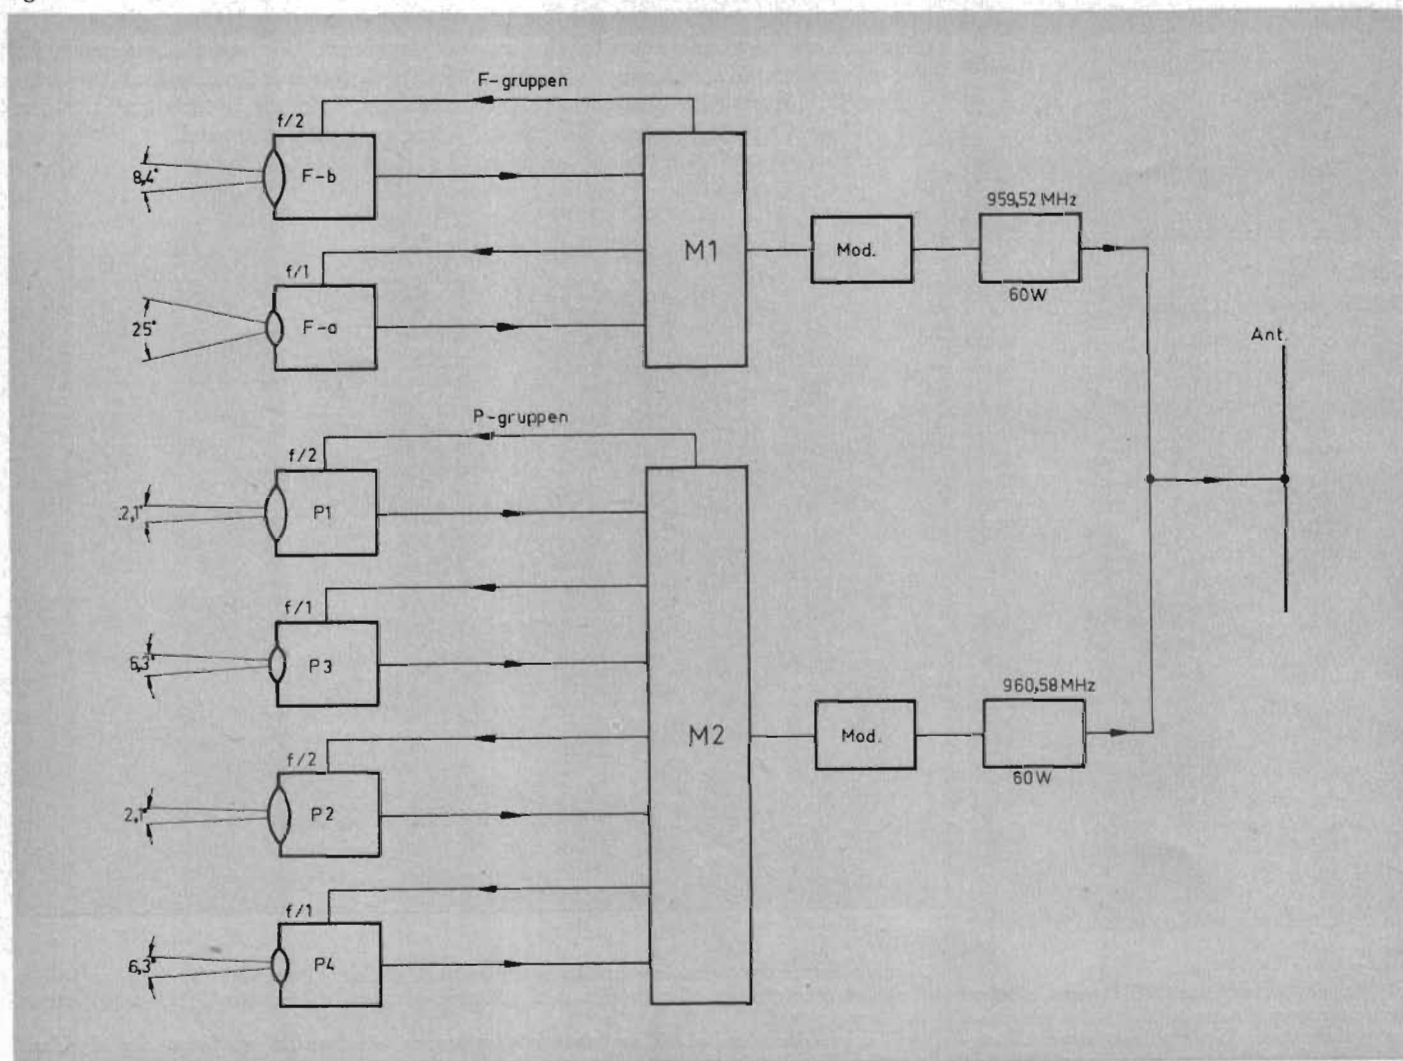 F-gruppen
f/2
8,4°
F-b
f/1
25°
F-a
M1
Mod.
959,52 MHz
60W
Ant.
P-gruppen
f/2
2,1°
P1
f/1
6,3°
P3
f/2
2,1°
P2
f/1
6,3°
P4
M2
Mod.
960,58 MHz
60W